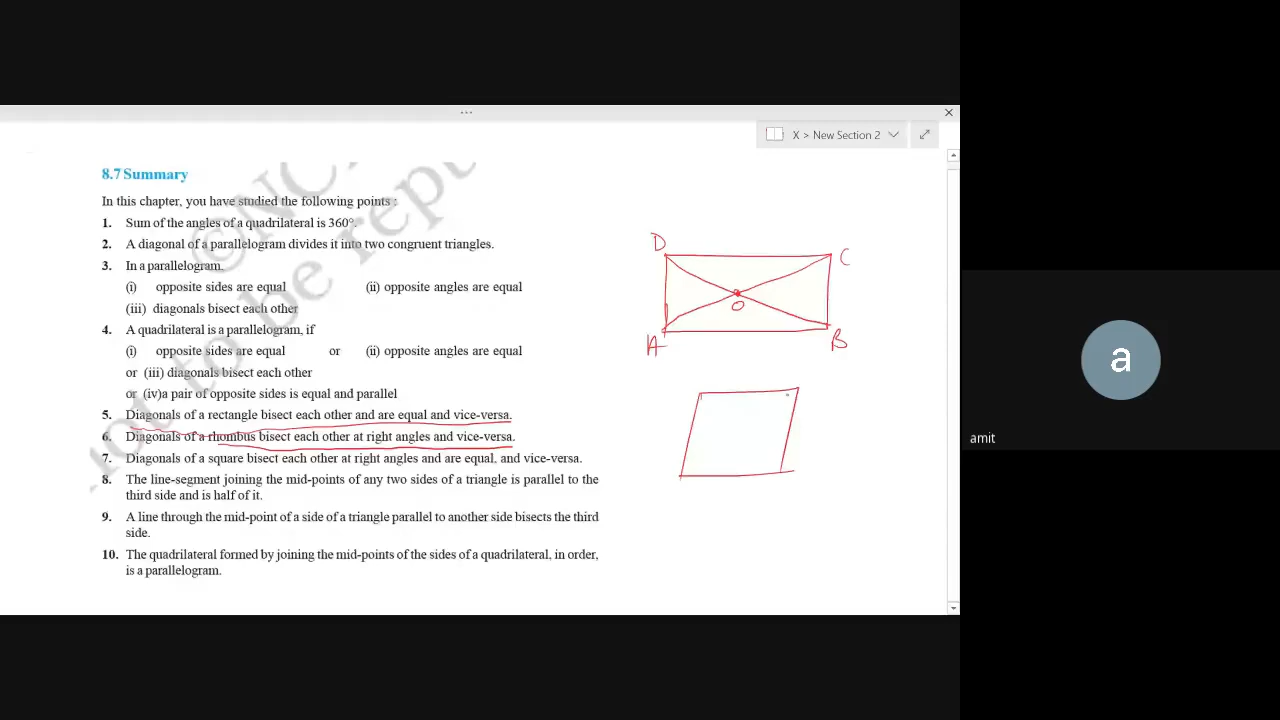 X > New Section 2
8.7 Summary
In this chapter, you have studied the following points :
1. Sum of the angles of a quadrilateral is 360°.
2. A diagonal of a parallelogram divides it into two congruent triangles.
3. In a parallelogram,
(i) opposite sides are equal (ii) opposite angles are equal
(iii) diagonals bisect each other
4. A quadrilateral is a parallelogram, if
(i) opposite sides are equal or (ii) opposite angles are equal
or (iii) diagonals bisect each other
or (iv)a pair of opposite sides is equal and parallel
5. Diagonals of a rectangle bisect each other and are equal and vice-versa.
6. Diagonals of a rhombus bisect each other at right angles and vice-versa.
7. Diagonals of a square bisect each other at right angles and are equal, and vice-versa.
8. The line-segment joining the mid-points of any two sides of a triangle is parallel to the
third side and is half of it.
9. A line through the mid-point of a side of a triangle parallel to another side bisects the third
side.
10. The quadrilateral formed by joining the mid-points of the sides of a quadrilateral, in order,
is a parallelogram.
©NC
not to be rep
D C
O
A B
a
amit